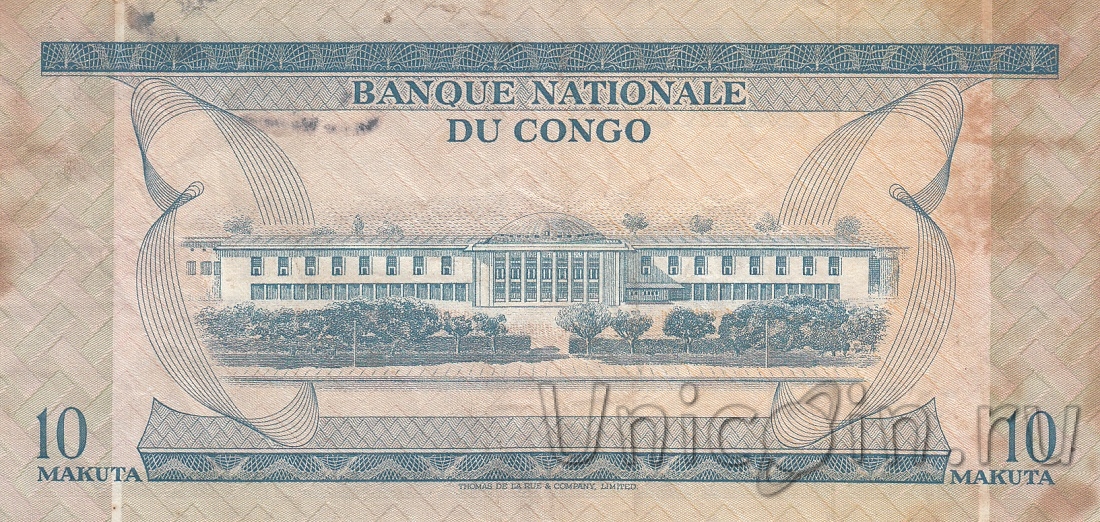 BANQUE NATIONALE
DU CONGO
10
MAKUTA
10
MAKUTA
THOMAS DE LA RUE & COMPANY, LIMITED.
Unicoin.ru